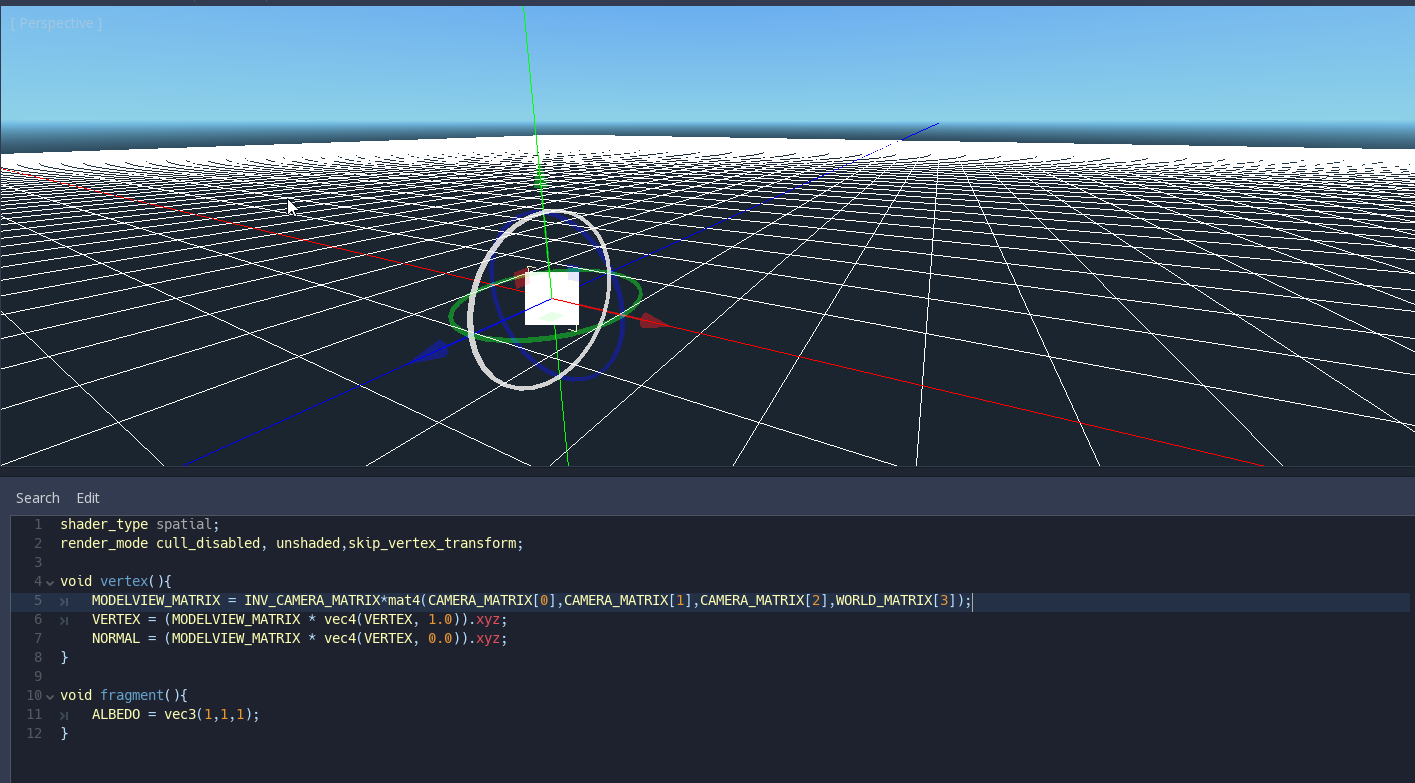 [ Perspective ]
Search Edit
1 shader_type spatial;
2 render_mode cull_disabled, unshaded,skip_vertex_transform;
3
4 void vertex(){
5 MODELVIEW_MATRIX = INV_CAMERA_MATRIX*mat4(CAMERA_MATRIX[0],CAMERA_MATRIX[1],CAMERA_MATRIX[2],WORLD_MATRIX[3]);
6 VERTEX = (MODELVIEW_MATRIX * vec4(VERTEX, 1.0)).xyz;
7 NORMAL = (MODELVIEW_MATRIX * vec4(VERTEX, 0.0)).xyz;
8 }
9
10 void fragment(){
11 ALBEDO = vec3(1,1,1);
12 }